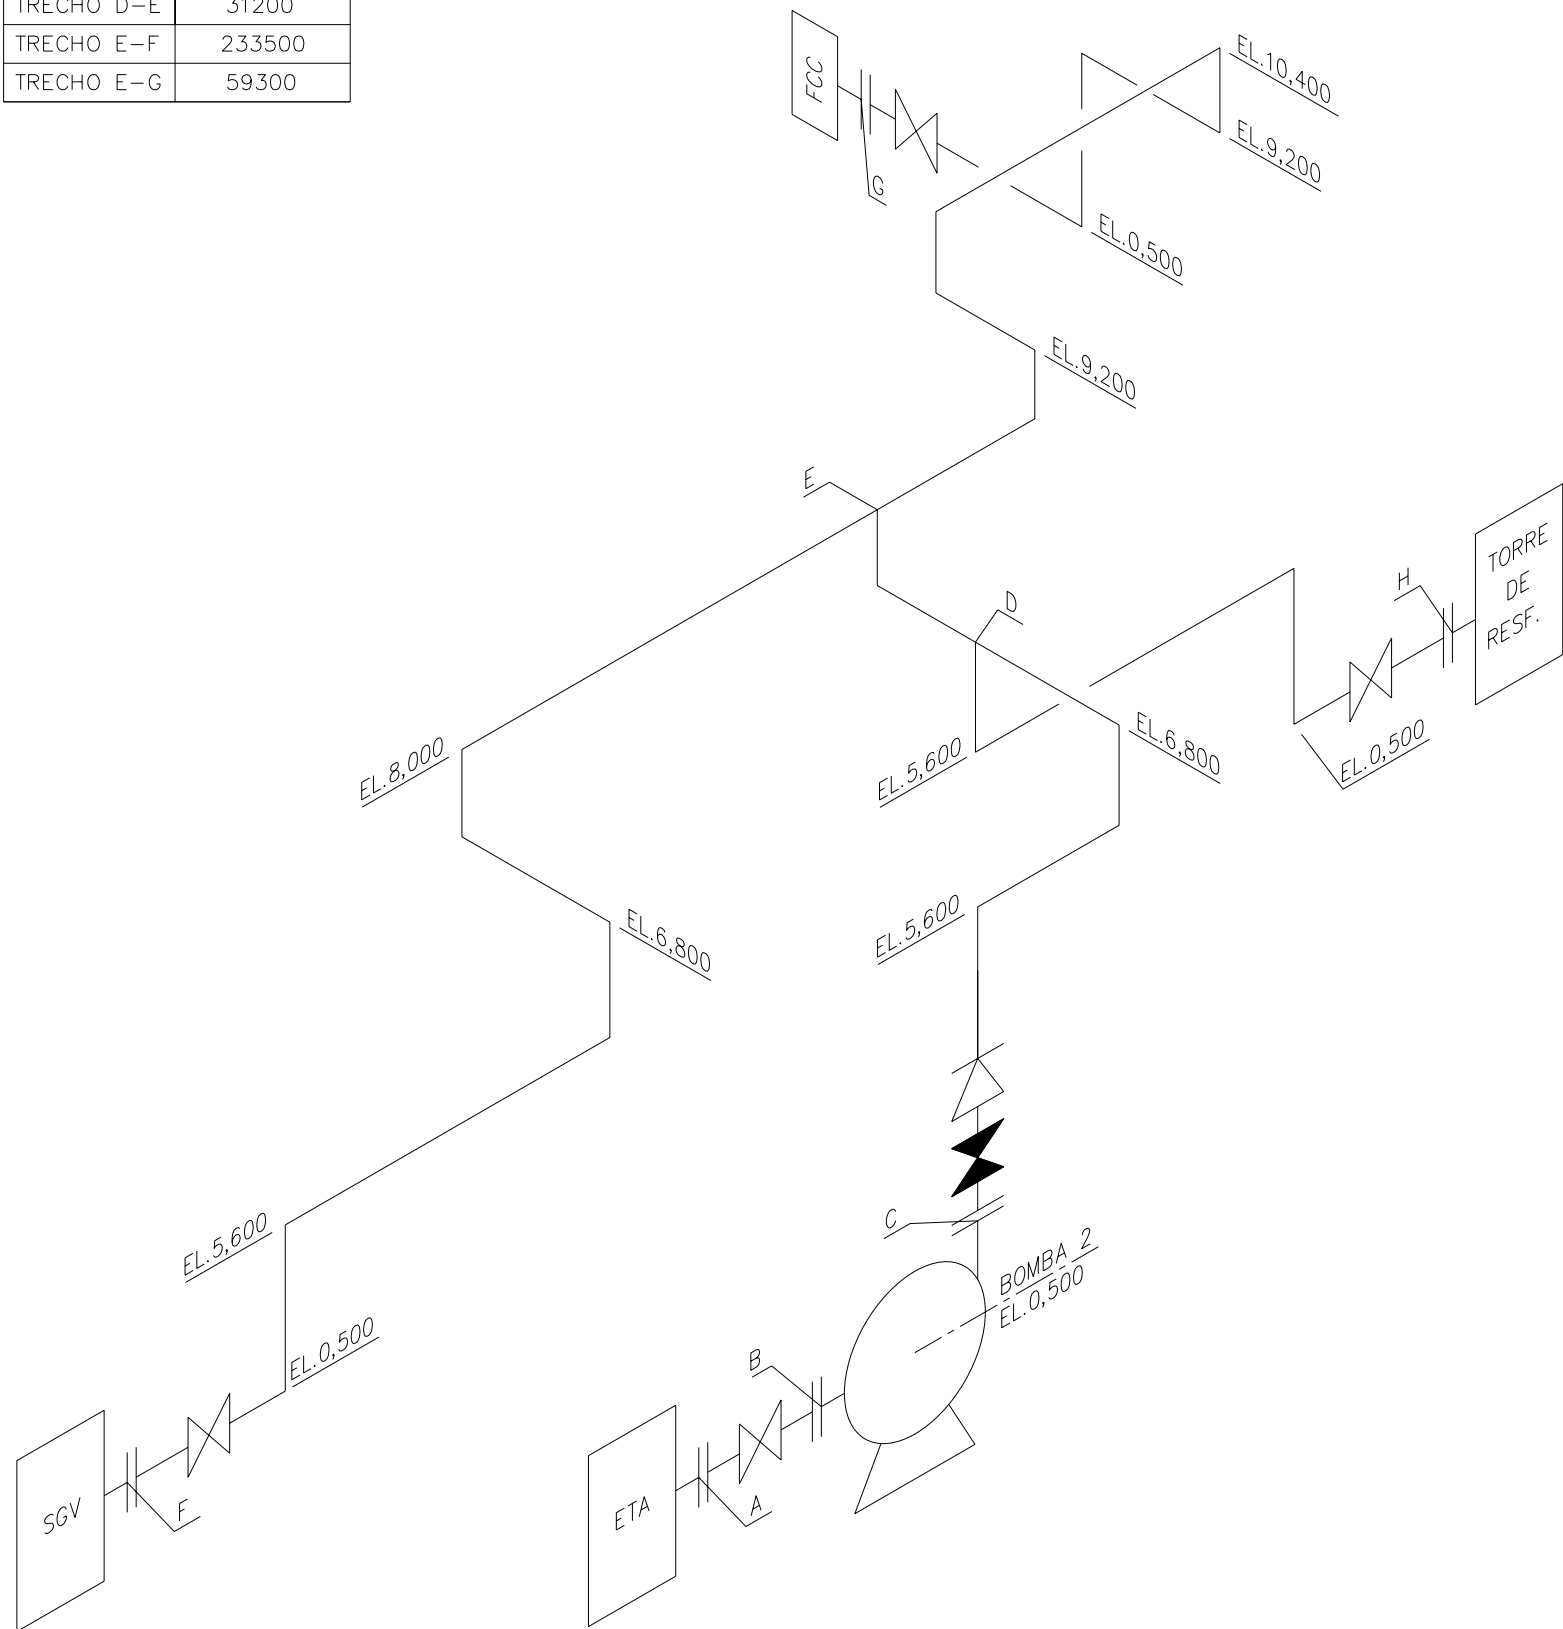 TRECHO D-E 31200
TRECHO E-F 233500
TRECHO E-G 59300
FCC
G
EL.10,400
EL.9,200
EL.0,500
EL.9,200
E
D
H
TORRE
DE
RESF.
EL.8,000
EL.5,600
EL.6,800
EL.0,500
EL.6,800
EL.5,600
C
BOMBA 2
EL.0,500
EL.5,600
EL.0,500
B
SGV
F
ETA
A